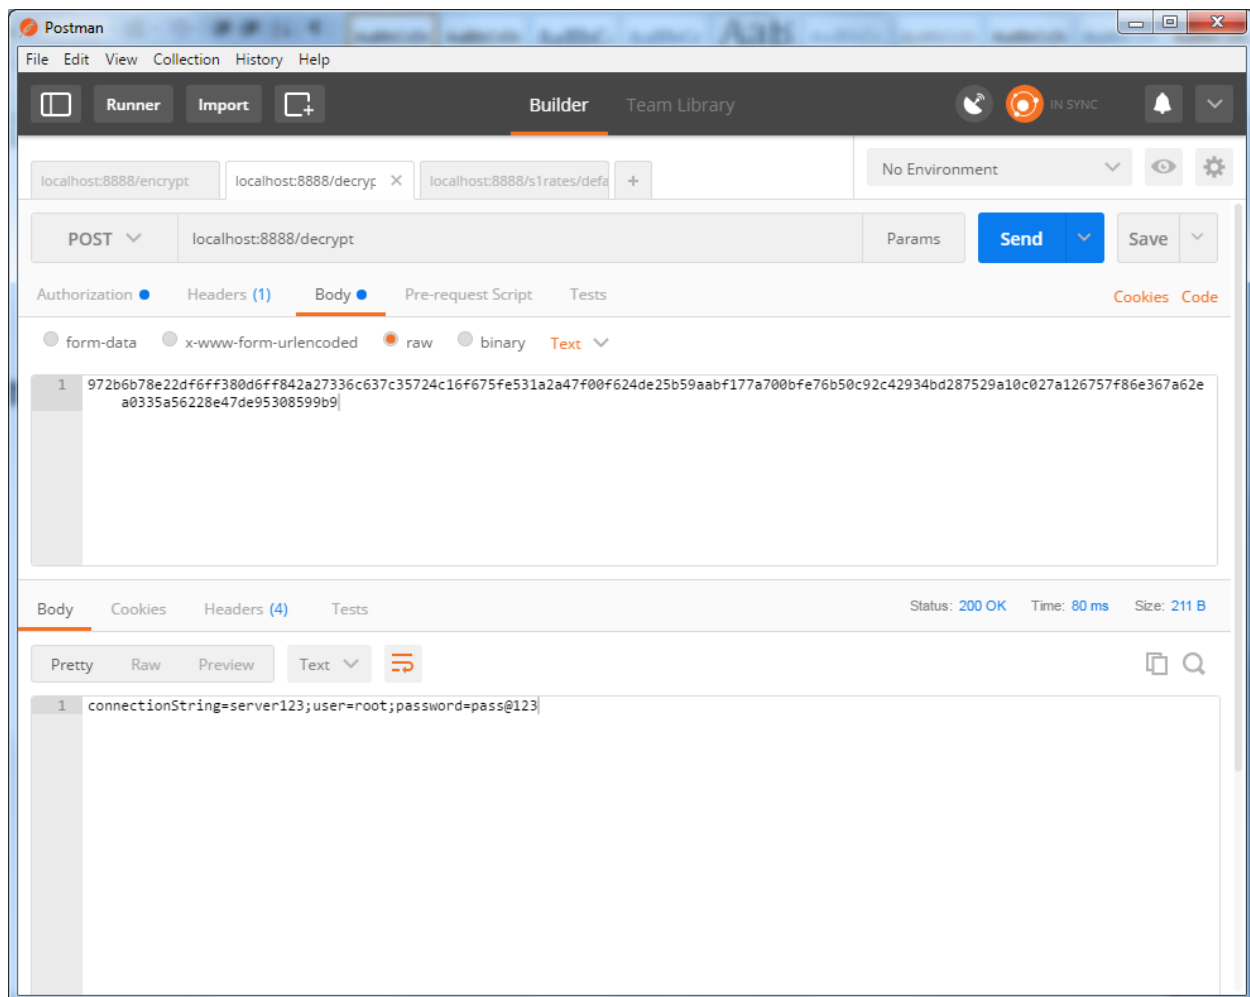 Postman
File Edit View Collection History Help
Runner Import Builder Team Library IN SYNC
localhost:8888/encrypt localhost:8888/decryp localhost:8888/s1rates/defa No Environment
POST localhost:8888/decrypt Params Send Save
Authorization Headers (1) Body Pre-request Script Tests Cookies Code
form-data x-www-form-urlencoded raw binary Text
1 972b6b78e22df6ff380d6ff842a27336c637c35724c16f675fe531a2a47f00f624de25b59aabf177a700bfe76b50c92c42934bd287529a10c027a126757f86e367a62e
a0335a56228e47de95308599b9
Body Cookies Headers (4) Tests Status: 200 OK Time: 80 ms Size: 211 B
Pretty Raw Preview Text
1 connectionString=server123;user=root;password=pass@123